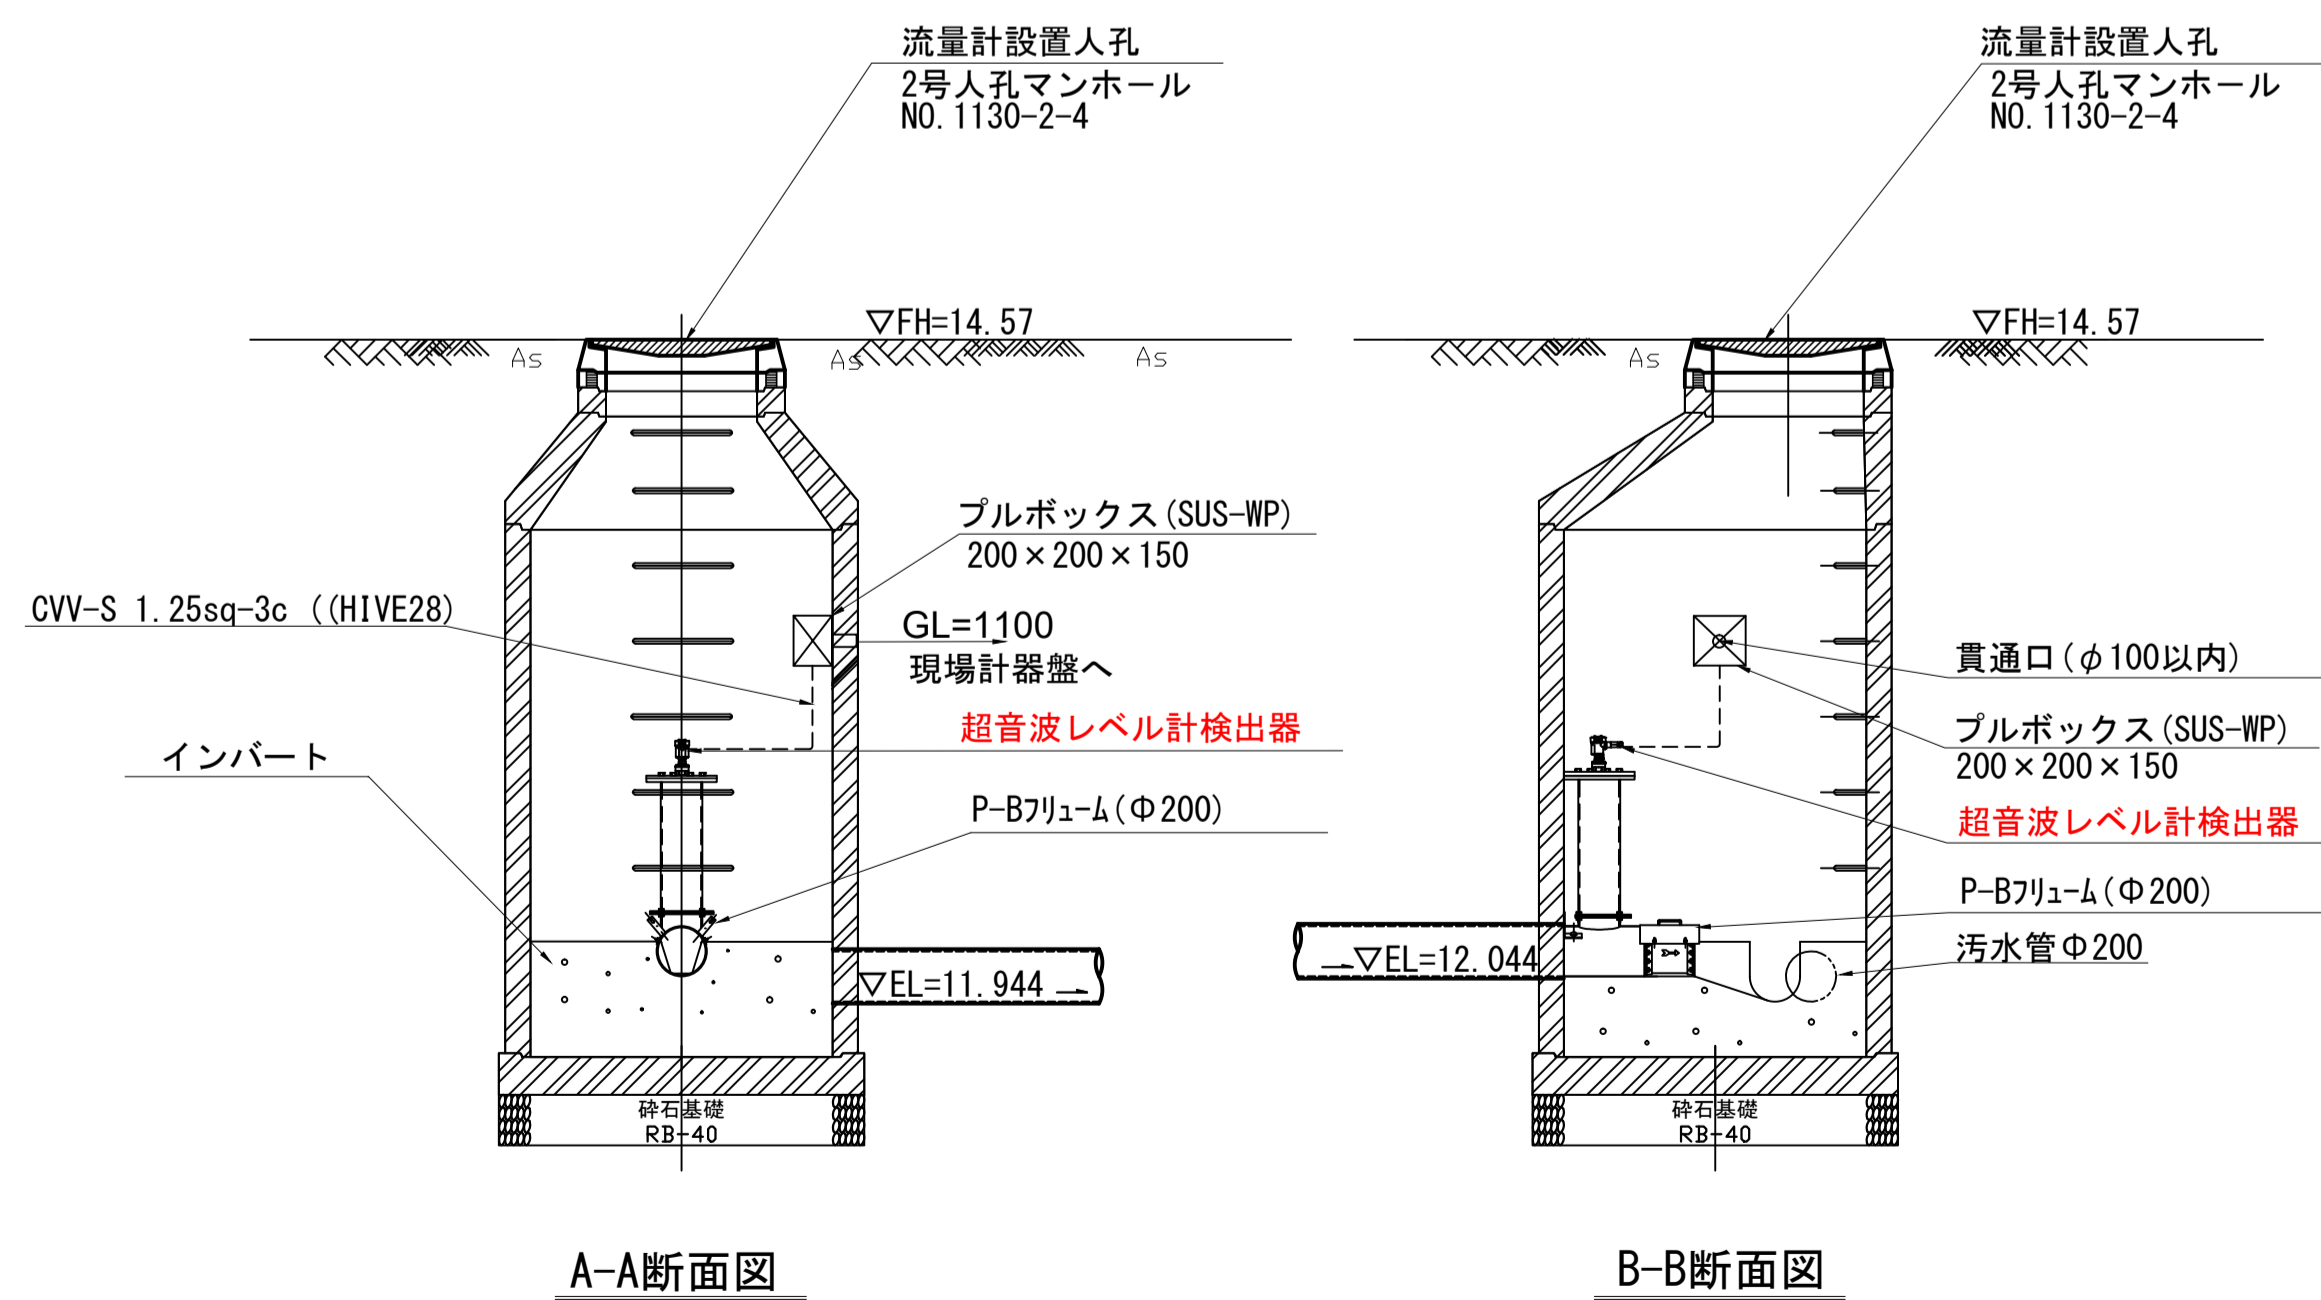 流量計設置人孔
2号人孔マンホール
NO.1130-2-4
▽FH=14.57
As
As
As
プルボックス(SUS-WP)
200×200×150
CVV-S 1.25sq-3c ((HIVE28)
GL=1100
現場計器盤へ
超音波レベル計検出器
インバート
P-Bフリューム(Φ200)
▽EL=11.944
砕石基礎
RB-40
A-A断面図
流量計設置人孔
2号人孔マンホール
NO.1130-2-4
▽FH=14.57
As
貫通口(φ100以内)
プルボックス(SUS-WP)
200×200×150
超音波レベル計検出器
P-Bフリューム(Φ200)
汚水管Φ200
▽EL=12.044
砕石基礎
RB-40
B-B断面図